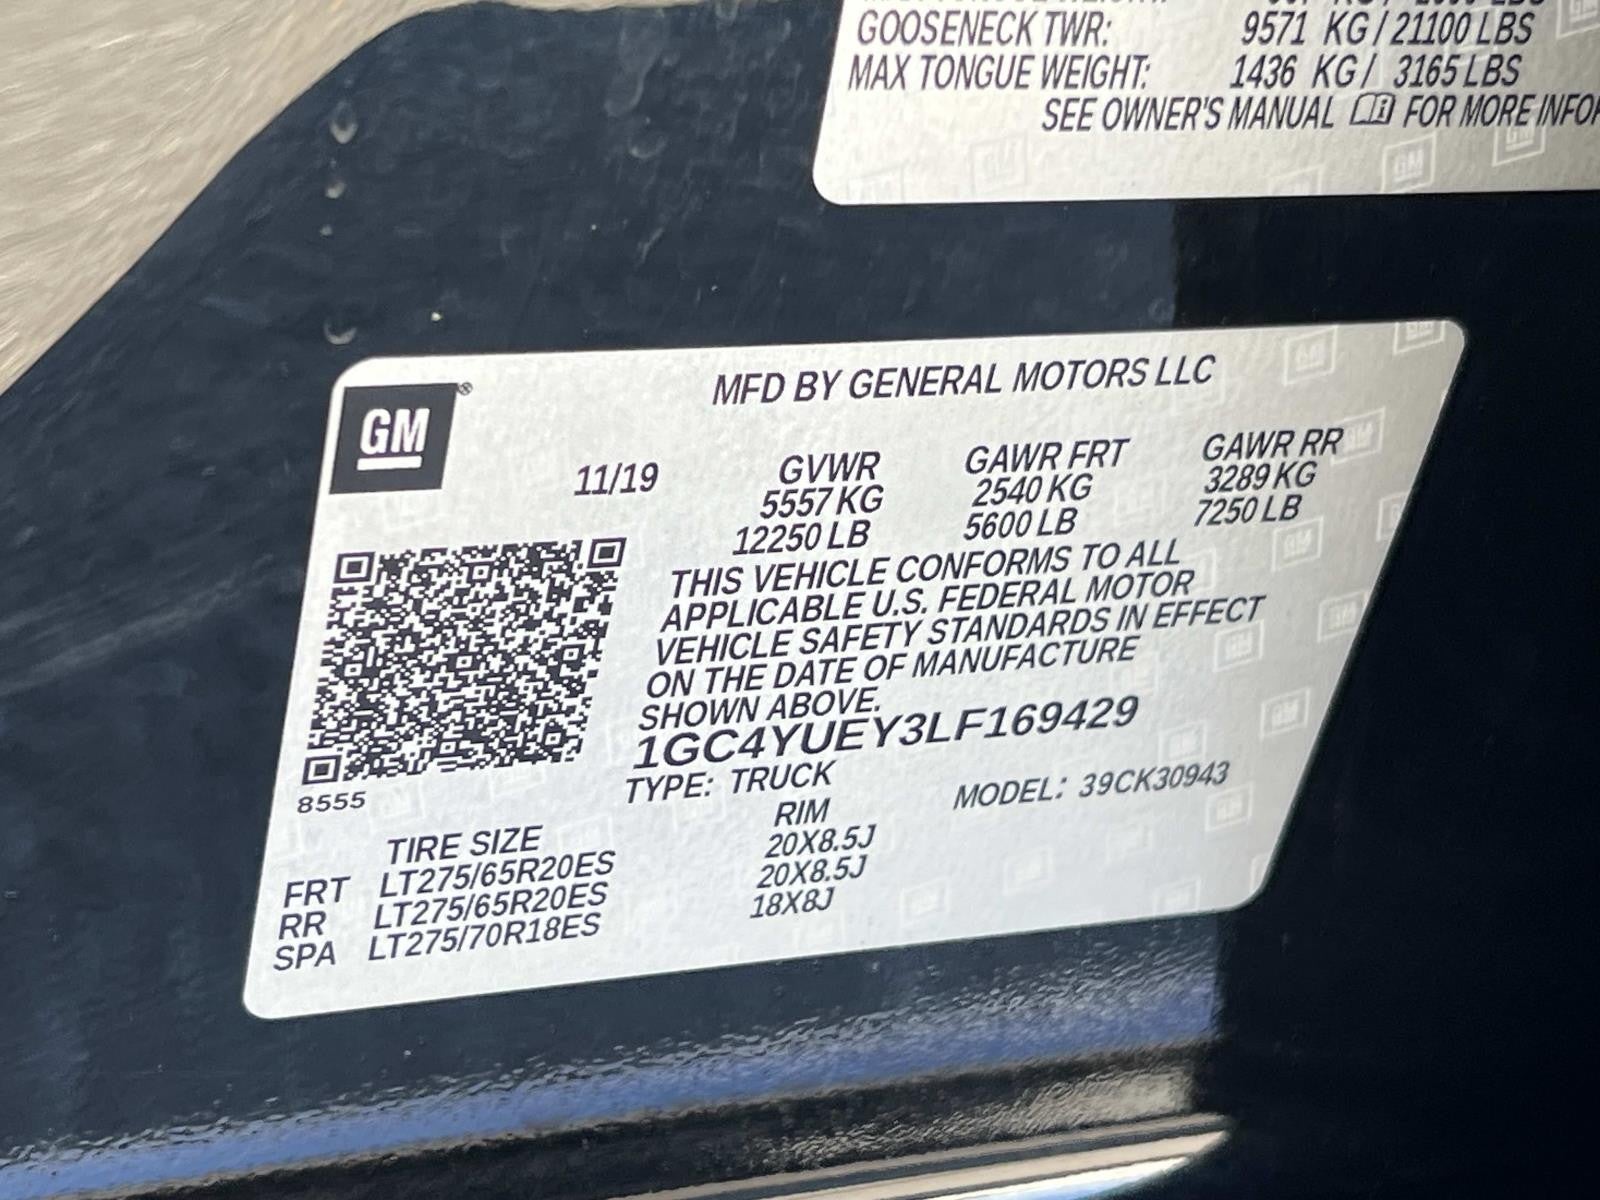 GOOSENECK TWR: 9571 KG / 21100 LBS
MAX TONGUE WEIGHT: 1436 KG / 3165 LBS
SEE OWNER'S MANUAL FOR MORE
GM®
MFD BY GENERAL MOTORS LLC
11/19
GVWR GAWR FRT GAWR RR
5557 KG 2540 KG 3289 KG
12250 LB 5600 LB 7250 LB
THIS VEHICLE CONFORMS TO ALL
APPLICABLE U.S. FEDERAL MOTOR
VEHICLE SAFETY STANDARDS IN EFFECT
ON THE DATE OF MANUFACTURE
SHOWN ABOVE.
1GC4YUEY3LF169429
TYPE: TRUCK MODEL: 39CK30943
8555
TIRE SIZE RIM
FRT LT275/65R20ES 20X8.5J
RR LT275/65R20ES 20X8.5J
SPA LT275/70R18ES 18X8J